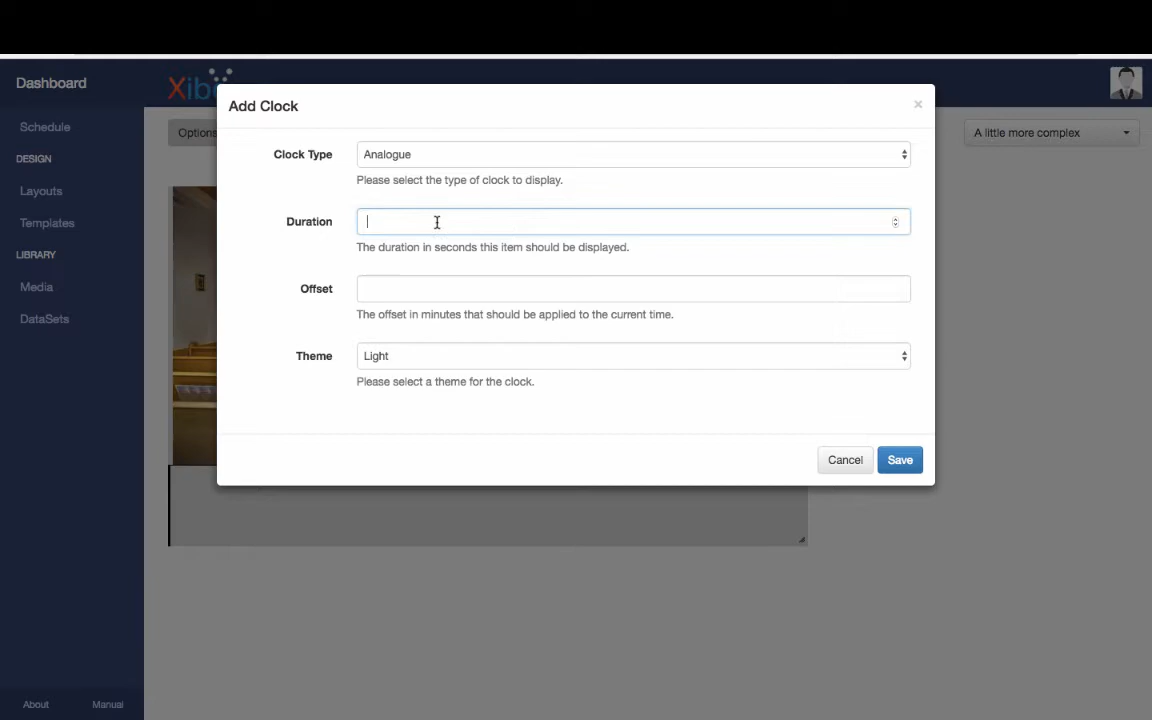 Dashboard
Xib
Add Clock
×
Schedule
Options
A little more complex
Clock Type
Analogue
Please select the type of clock to display.
DESIGN
Layouts
Templates
Duration
The duration in seconds this item should be displayed.
LIBRARY
Media
DataSets
Offset
The offset in minutes that should be applied to the current time.
Theme
Light
Please select a theme for the clock.
Cancel
Save
About
Manual